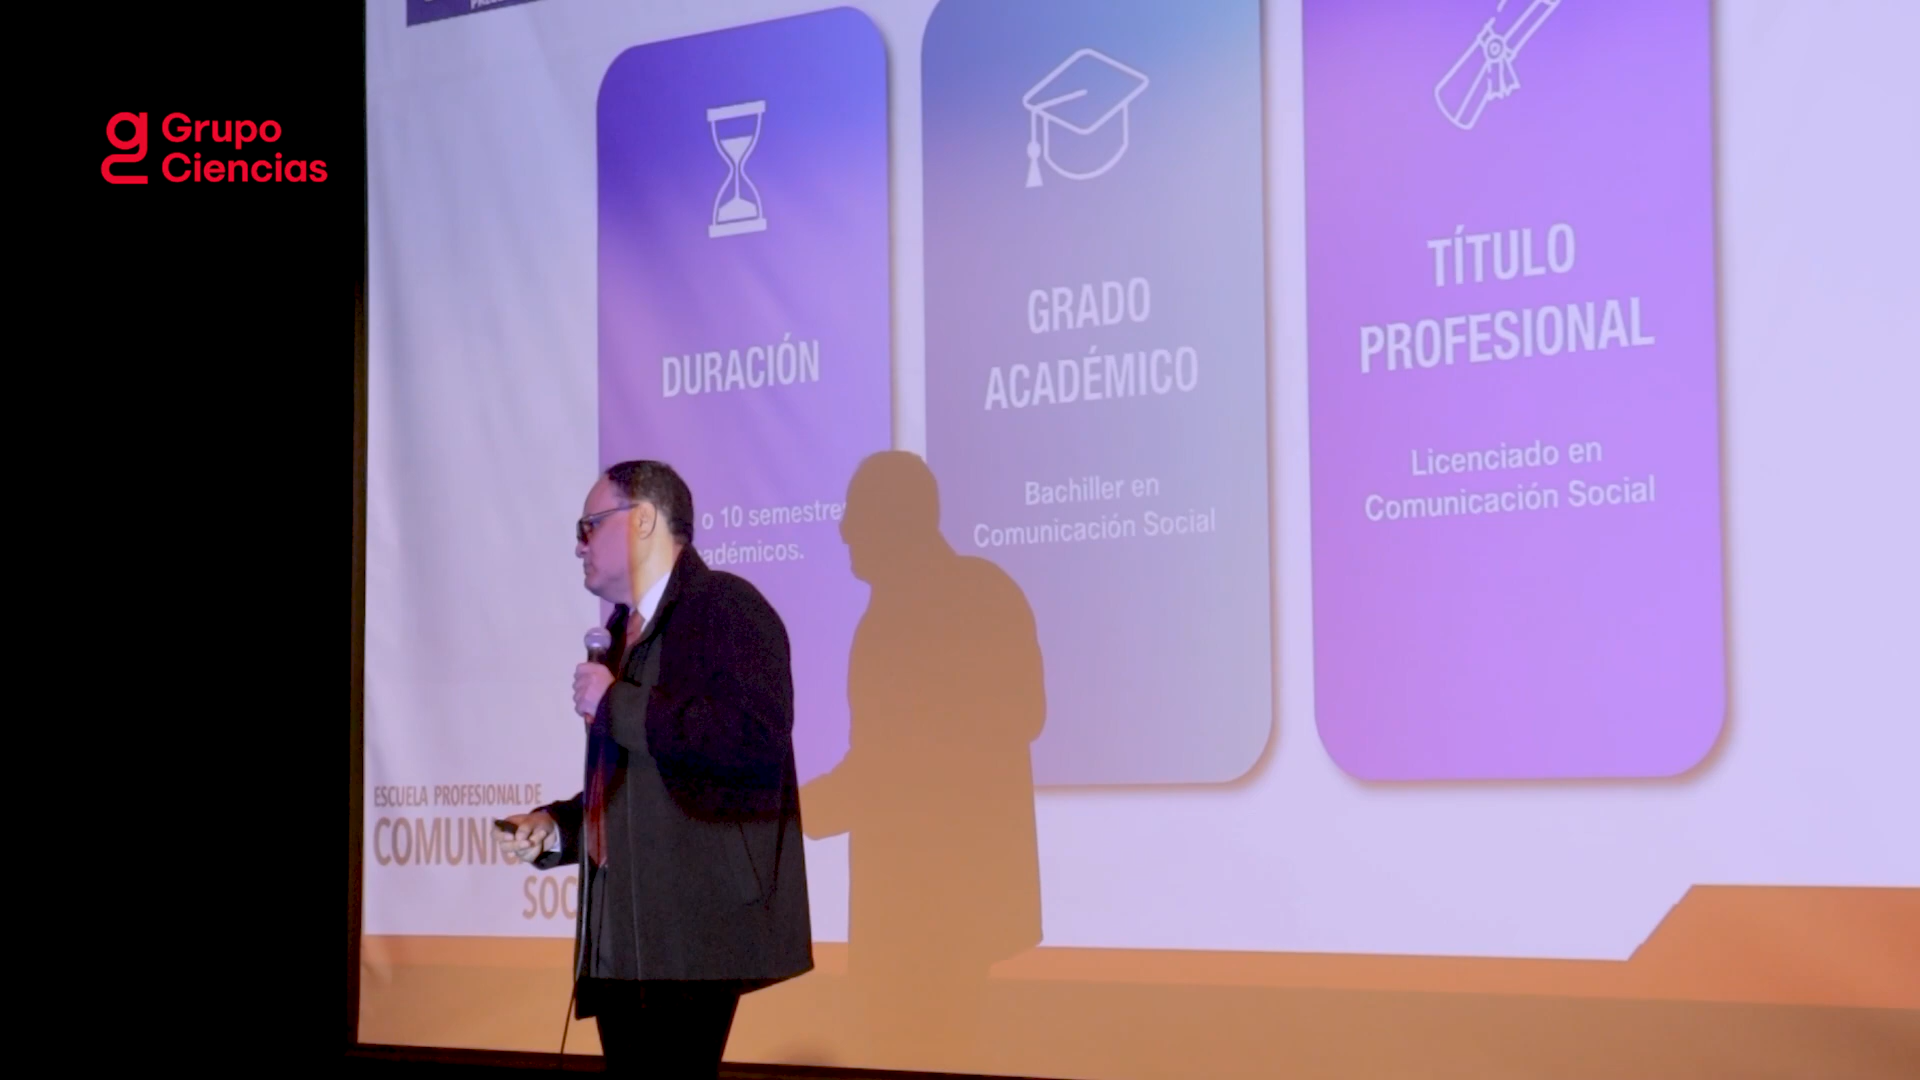 Grupo
Ciencias
DURACIÓN
o 10 semestre
adémicos.
GRADO
ACADÉMICO
Bachiller en
Comunicación Social
TÍTULO
PROFESIONAL
Licenciado en
Comunicación Social
ESCUELA PROFESIONAL DE
COMUNI
SOC